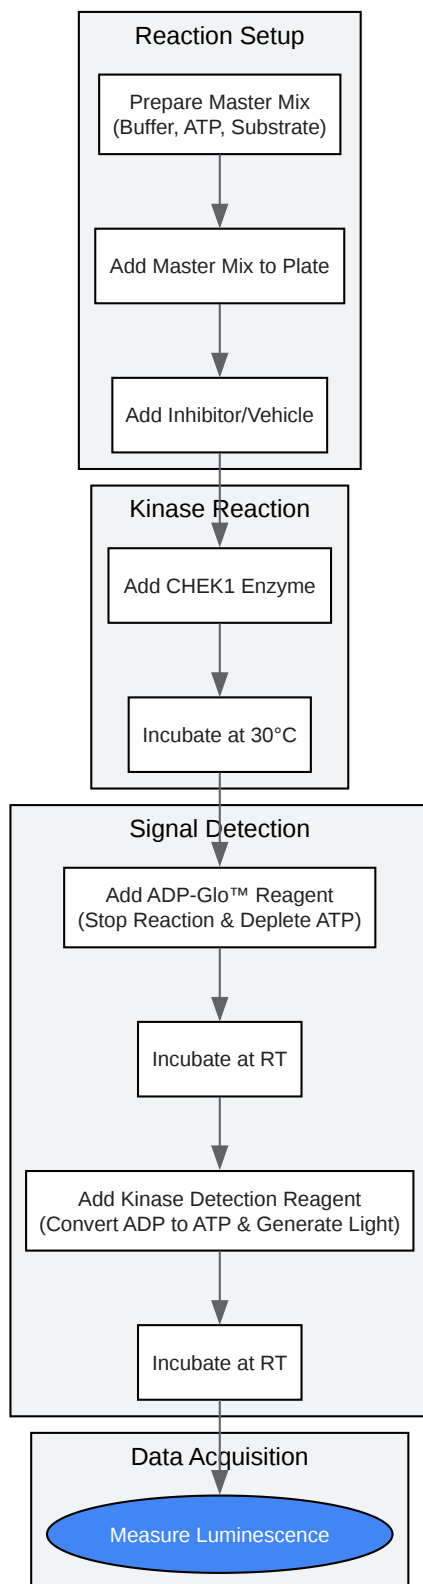 Reaction Setup
Prepare Master Mix
(Buffer, ATP, Substrate)
Add Master Mix to Plate
Add Inhibitor/Vehicle
Kinase Reaction
Add CHEK1 Enzyme
Incubate at 30°C
Signal Detection
Add ADP-Glo™ Reagent
(Stop Reaction & Deplete ATP)
Incubate at RT
Add Kinase Detection Reagent
(Convert ADP to ATP & Generate Light)
Incubate at RT
Data Acquisition
Measure Luminescence